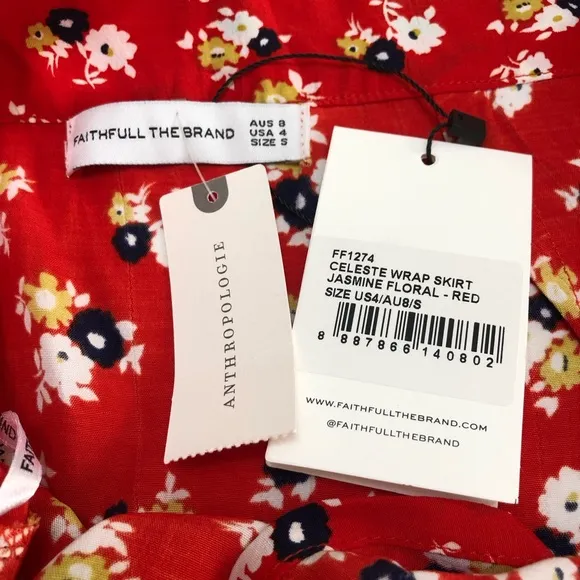 FAITHFULL THE BRAND
AUS 8
USA 4
SIZE S
ANTHROPOLOGIE
FF1274
CELESTE WRAP SKIRT
JASMINE FLORAL - RED
SIZE US4/AU8/S
8 887866 140802
WWW.FAITHFULLTHEBRAND.COM
@FAITHFULLTHEBRAND